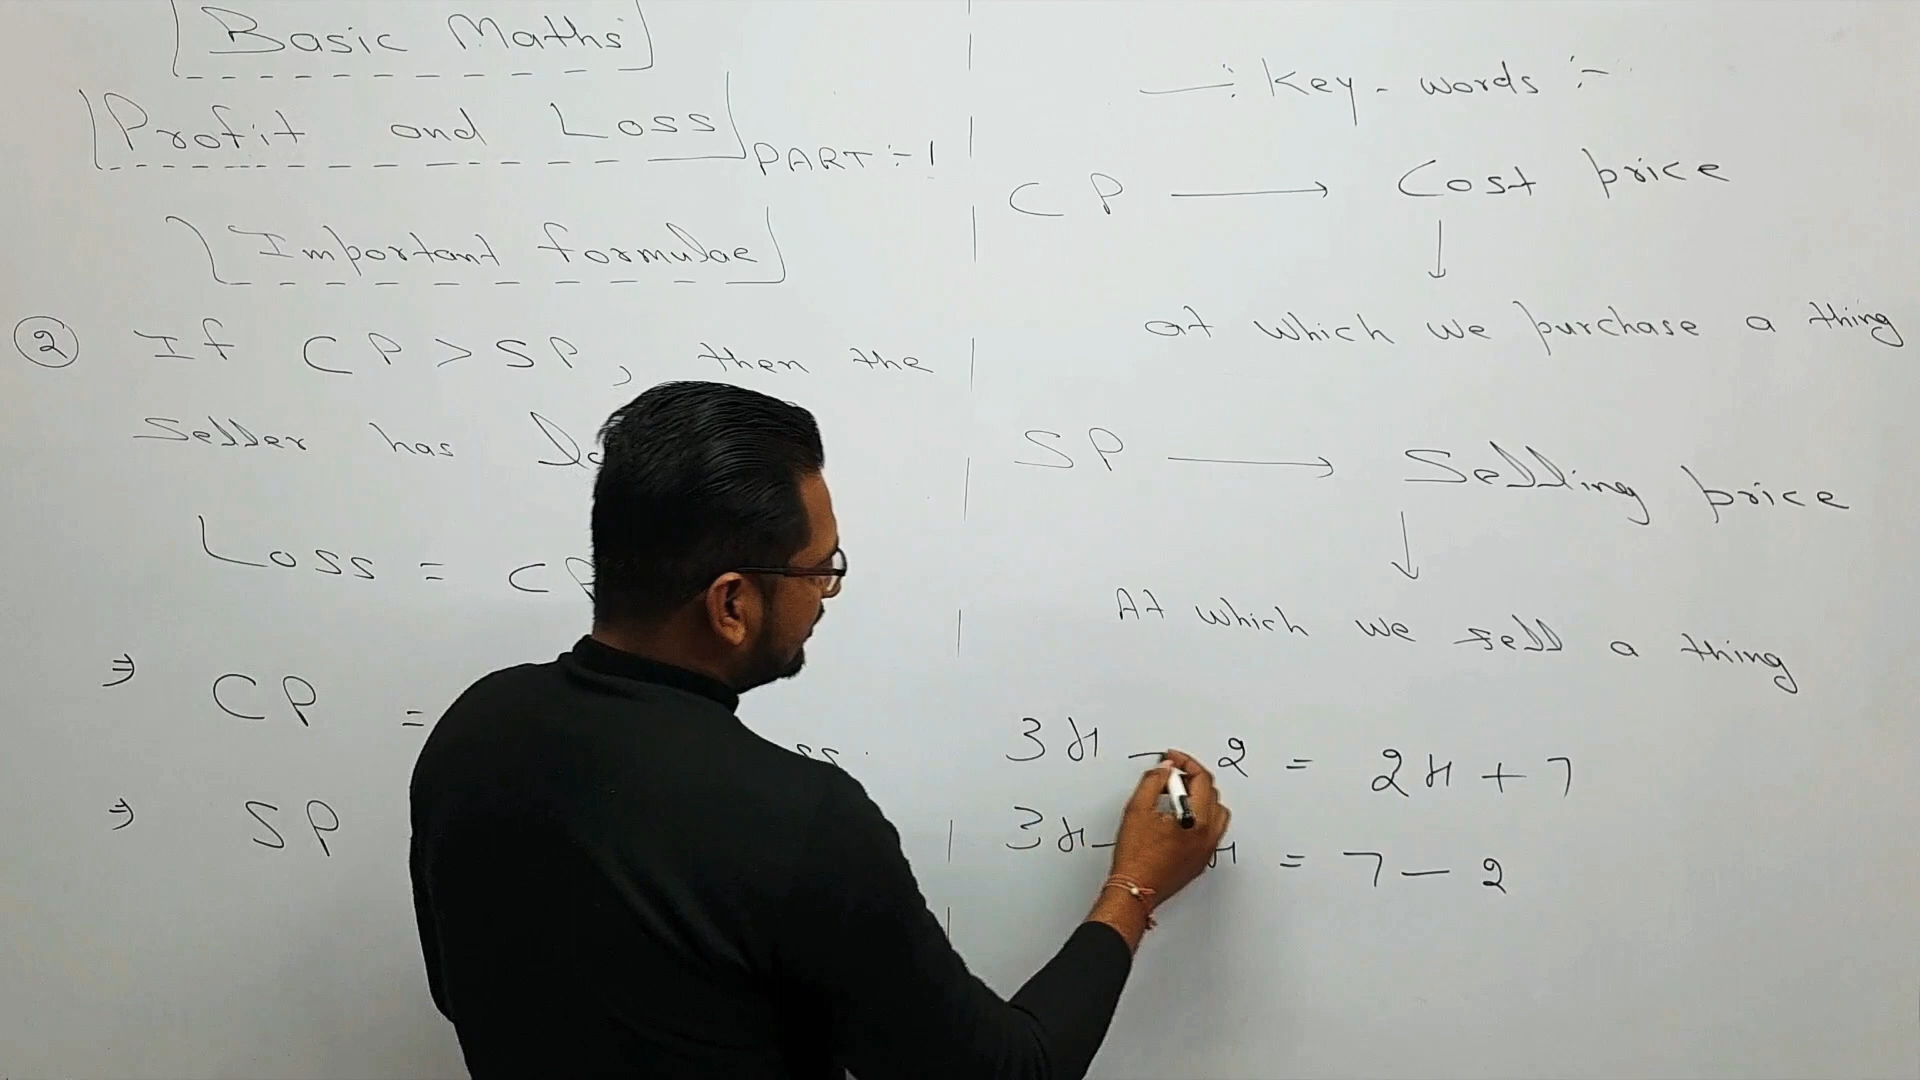 Basic Maths
Profit and Loss
PART :- 1
Important formulae
② If CP > SP, then the
Seller has
Loss = CP
⇒ CP =
⇒ SP
—: Key-words :-
CP → Cost price
↓
at which we purchase a thing
SP → Selling price
↓
At which we sell a thing
3x - 2 = 2x + 7
3x - x = 7 - 2